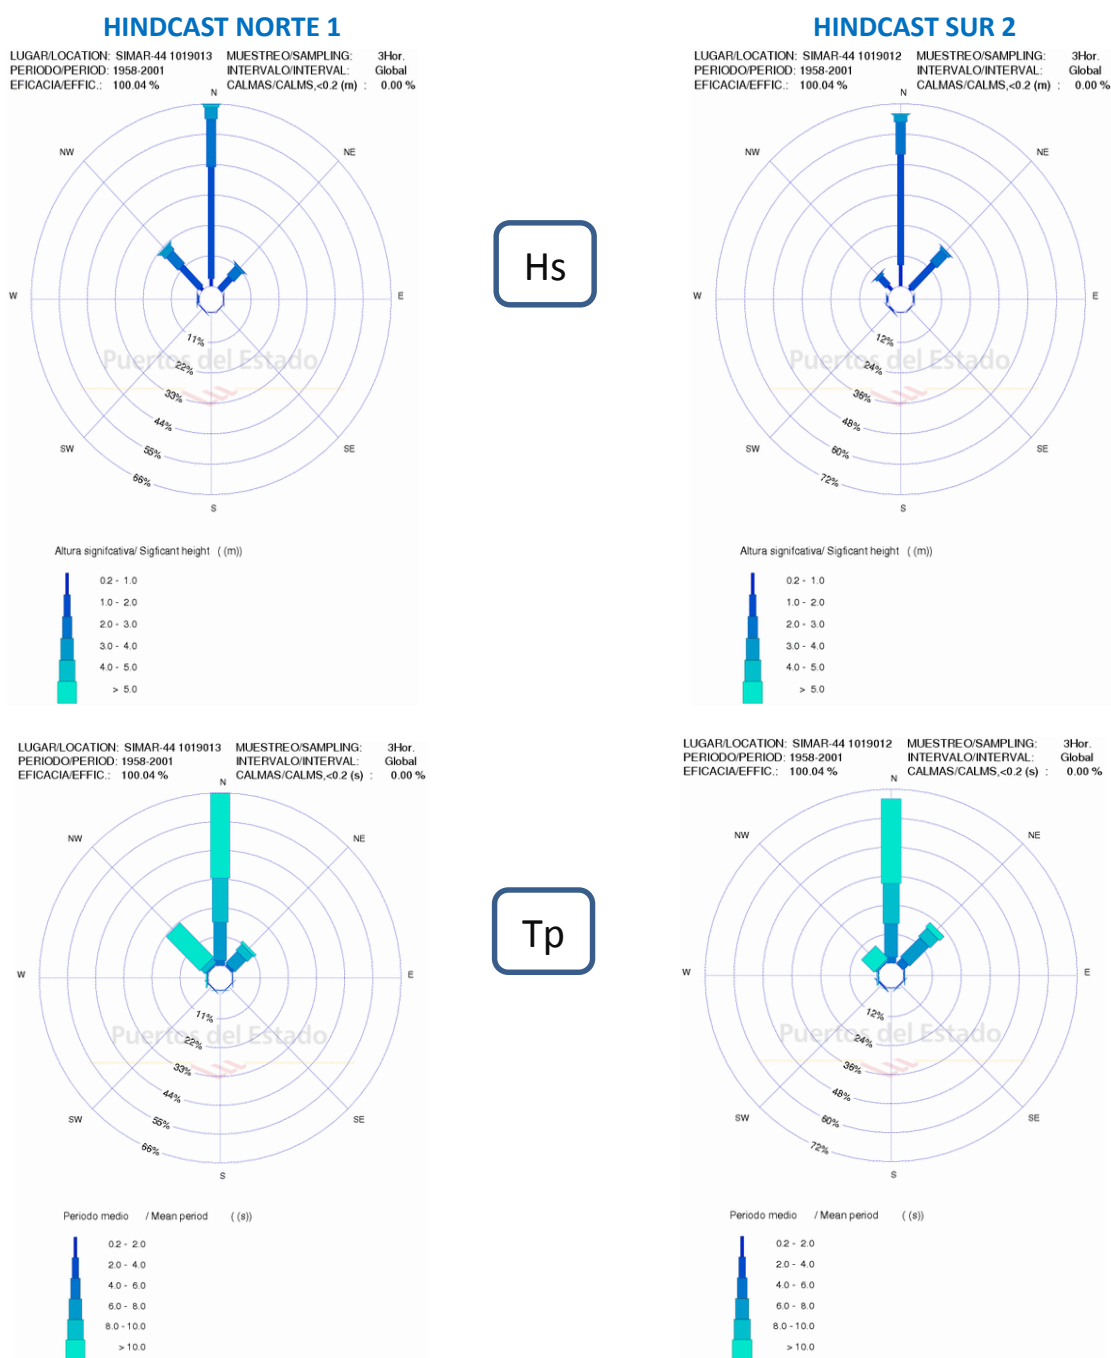 HINDCAST NORTE 1
LUGAR/LOCATION: SIMAR-44 1019013 MUESTREO/SAMPLING: 3Hor.
PERIODO/PERIOD: 1958-2001 INTERVALO/INTERVAL: Global
EFICACIA/EFFIC.: 100.04 % CALMAS/CALMS,<0.2 (m) : 0.00 %
N
NW
NE
W
E
11%
Puertos del Estado
22%
33%
44%
SW
SE
55%
66%
S
Altura signifcativa/ Sigficant height ( (m))
0.2 - 1.0
1.0 - 2.0
2.0 - 3.0
3.0 - 4.0
4.0 - 5.0
> 5.0
HINDCAST SUR 2
LUGAR/LOCATION: SIMAR-44 1019012 MUESTREO/SAMPLING: 3Hor.
PERIODO/PERIOD: 1958-2001 INTERVALO/INTERVAL: Global
EFICACIA/EFFIC.: 100.04 % CALMAS/CALMS,<0.2 (m) : 0.00 %
N
NW
NE
W
E
12%
Puertos del Estado
24%
36%
48%
SW
SE
60%
72%
S
Altura signifcativa/ Sigficant height ( (m))
0.2 - 1.0
1.0 - 2.0
2.0 - 3.0
3.0 - 4.0
4.0 - 5.0
> 5.0
Hs
LUGAR/LOCATION: SIMAR-44 1019013 MUESTREO/SAMPLING: 3Hor.
PERIODO/PERIOD: 1958-2001 INTERVALO/INTERVAL: Global
EFICACIA/EFFIC.: 100.04 % CALMAS/CALMS,<0.2 (s) : 0.00 %
N
NW
NE
W
E
11%
Puertos del Estado
22%
33%
44%
SW
SE
55%
66%
S
Periodo medio / Mean period ( (s))
0.2 - 2.0
2.0 - 4.0
4.0 - 6.0
6.0 - 8.0
8.0 - 10.0
> 10.0
LUGAR/LOCATION: SIMAR-44 1019012 MUESTREO/SAMPLING: 3Hor.
PERIODO/PERIOD: 1958-2001 INTERVALO/INTERVAL: Global
EFICACIA/EFFIC.: 100.04 % CALMAS/CALMS,<0.2 (s) : 0.00 %
N
NW
NE
W
E
12%
Puertos del Estado
24%
36%
48%
SW
SE
60%
72%
S
Periodo medio / Mean period ( (s))
0.2 - 2.0
2.0 - 4.0
4.0 - 6.0
6.0 - 8.0
8.0 - 10.0
> 10.0
Tp